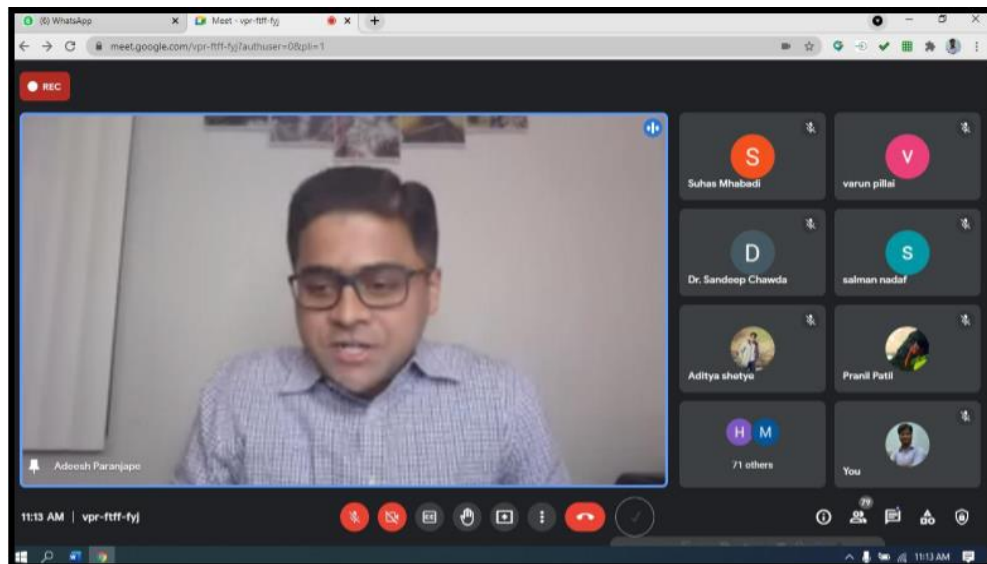 (6) WhatsApp
Meet - vpr-ftff-fyj
meet.google.com/vpr-ftff-fyj?authuser=0&pli=1
REC
S
Suhas Mhabadi
V
varun pillai
D
Dr. Sandeep Chawda
S
salman nadaf
Aditya shetye
Pranil Patil
H M
71 others
You
Adeesh Paranjape
11:13 AM | vpr-ftff-fyj
79
11:13 AM